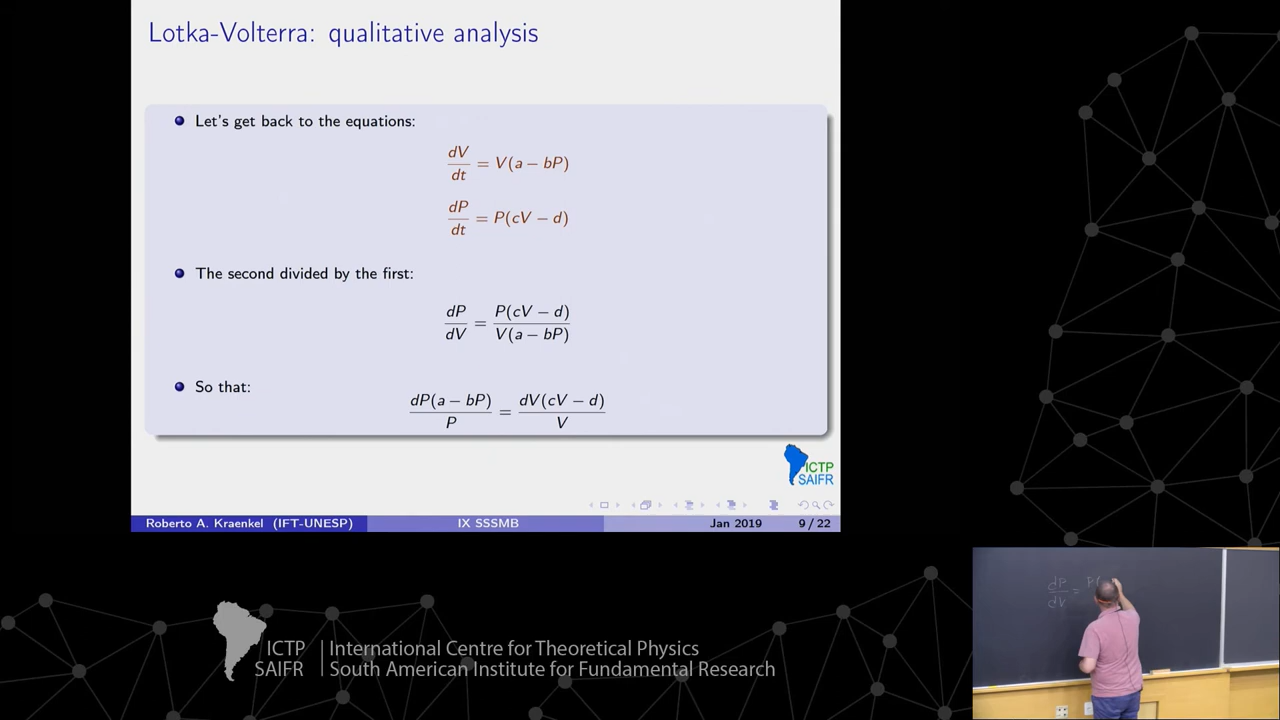 Lotka-Volterra: qualitative analysis
Let's get back to the equations:
dV/dt = V(a − bP)
dP/dt = P(cV − d)
The second divided by the first:
dP/dV = P(cV − d)/V(a − bP)
So that:
dP(a − bP)/P = dV(cV − d)/V
ICTP
SAIFR
Roberto A. Kraenkel (IFT-UNESP) IX SSSMB Jan 2019 9 / 22
dP/dV = P(
ICTP International Centre for Theoretical Physics
SAIFR South American Institute for Fundamental Research